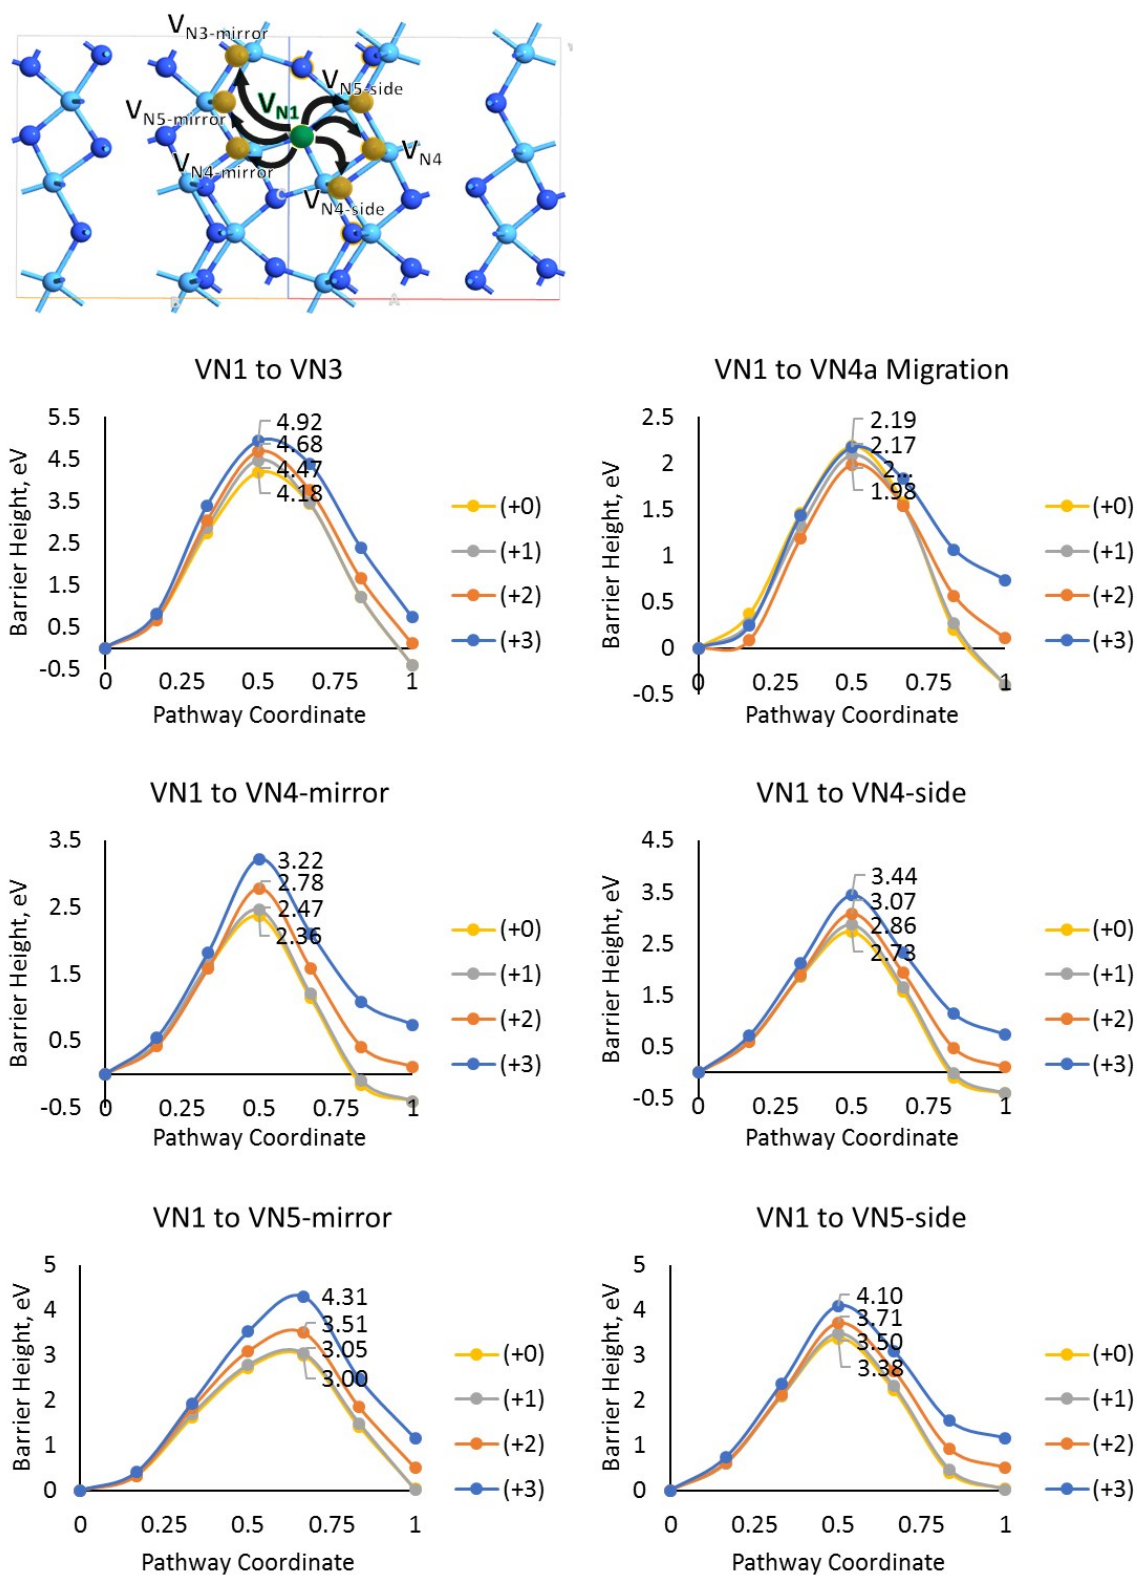 VN3-mirror
VN5-side
VN1
VN5-mirror
VN4
VN4-mirror
VN4-side
B
A
VN1 to VN3
Barrier Height, eV
5.5
4.5
3.5
2.5
1.5
0.5
-0.5
4.92
4.68
4.47
4.18
0 0.25 0.5 0.75 1
Pathway Coordinate
(+0)
(+1)
(+2)
(+3)
VN1 to VN4a Migration
Barrier Height, eV
2.5
2
1.5
1
0.5
0
-0.5
2.19
2.17
2...
1.98
0 0.25 0.5 0.75 1
Pathway Coordinate
(+0)
(+1)
(+2)
(+3)
VN1 to VN4-mirror
Barrier Height, eV
3.5
2.5
1.5
0.5
-0.5
3.22
2.78
2.47
2.36
0 0.25 0.5 0.75 1
Pathway Coordinate
(+0)
(+1)
(+2)
(+3)
VN1 to VN4-side
Barrier Height, eV
4.5
3.5
2.5
1.5
0.5
-0.5
3.44
3.07
2.86
2.73
0 0.25 0.5 0.75 1
Pathway Coordinate
(+0)
(+1)
(+2)
(+3)
VN1 to VN5-mirror
Barrier Height, eV
5
4
3
2
1
0
4.31
3.51
3.05
3.00
0 0.25 0.5 0.75 1
Pathway Coordinate
(+0)
(+1)
(+2)
(+3)
VN1 to VN5-side
Barrier Height, eV
5
4
3
2
1
0
4.10
3.71
3.50
3.38
0 0.25 0.5 0.75 1
Pathway Coordinate
(+0)
(+1)
(+2)
(+3)